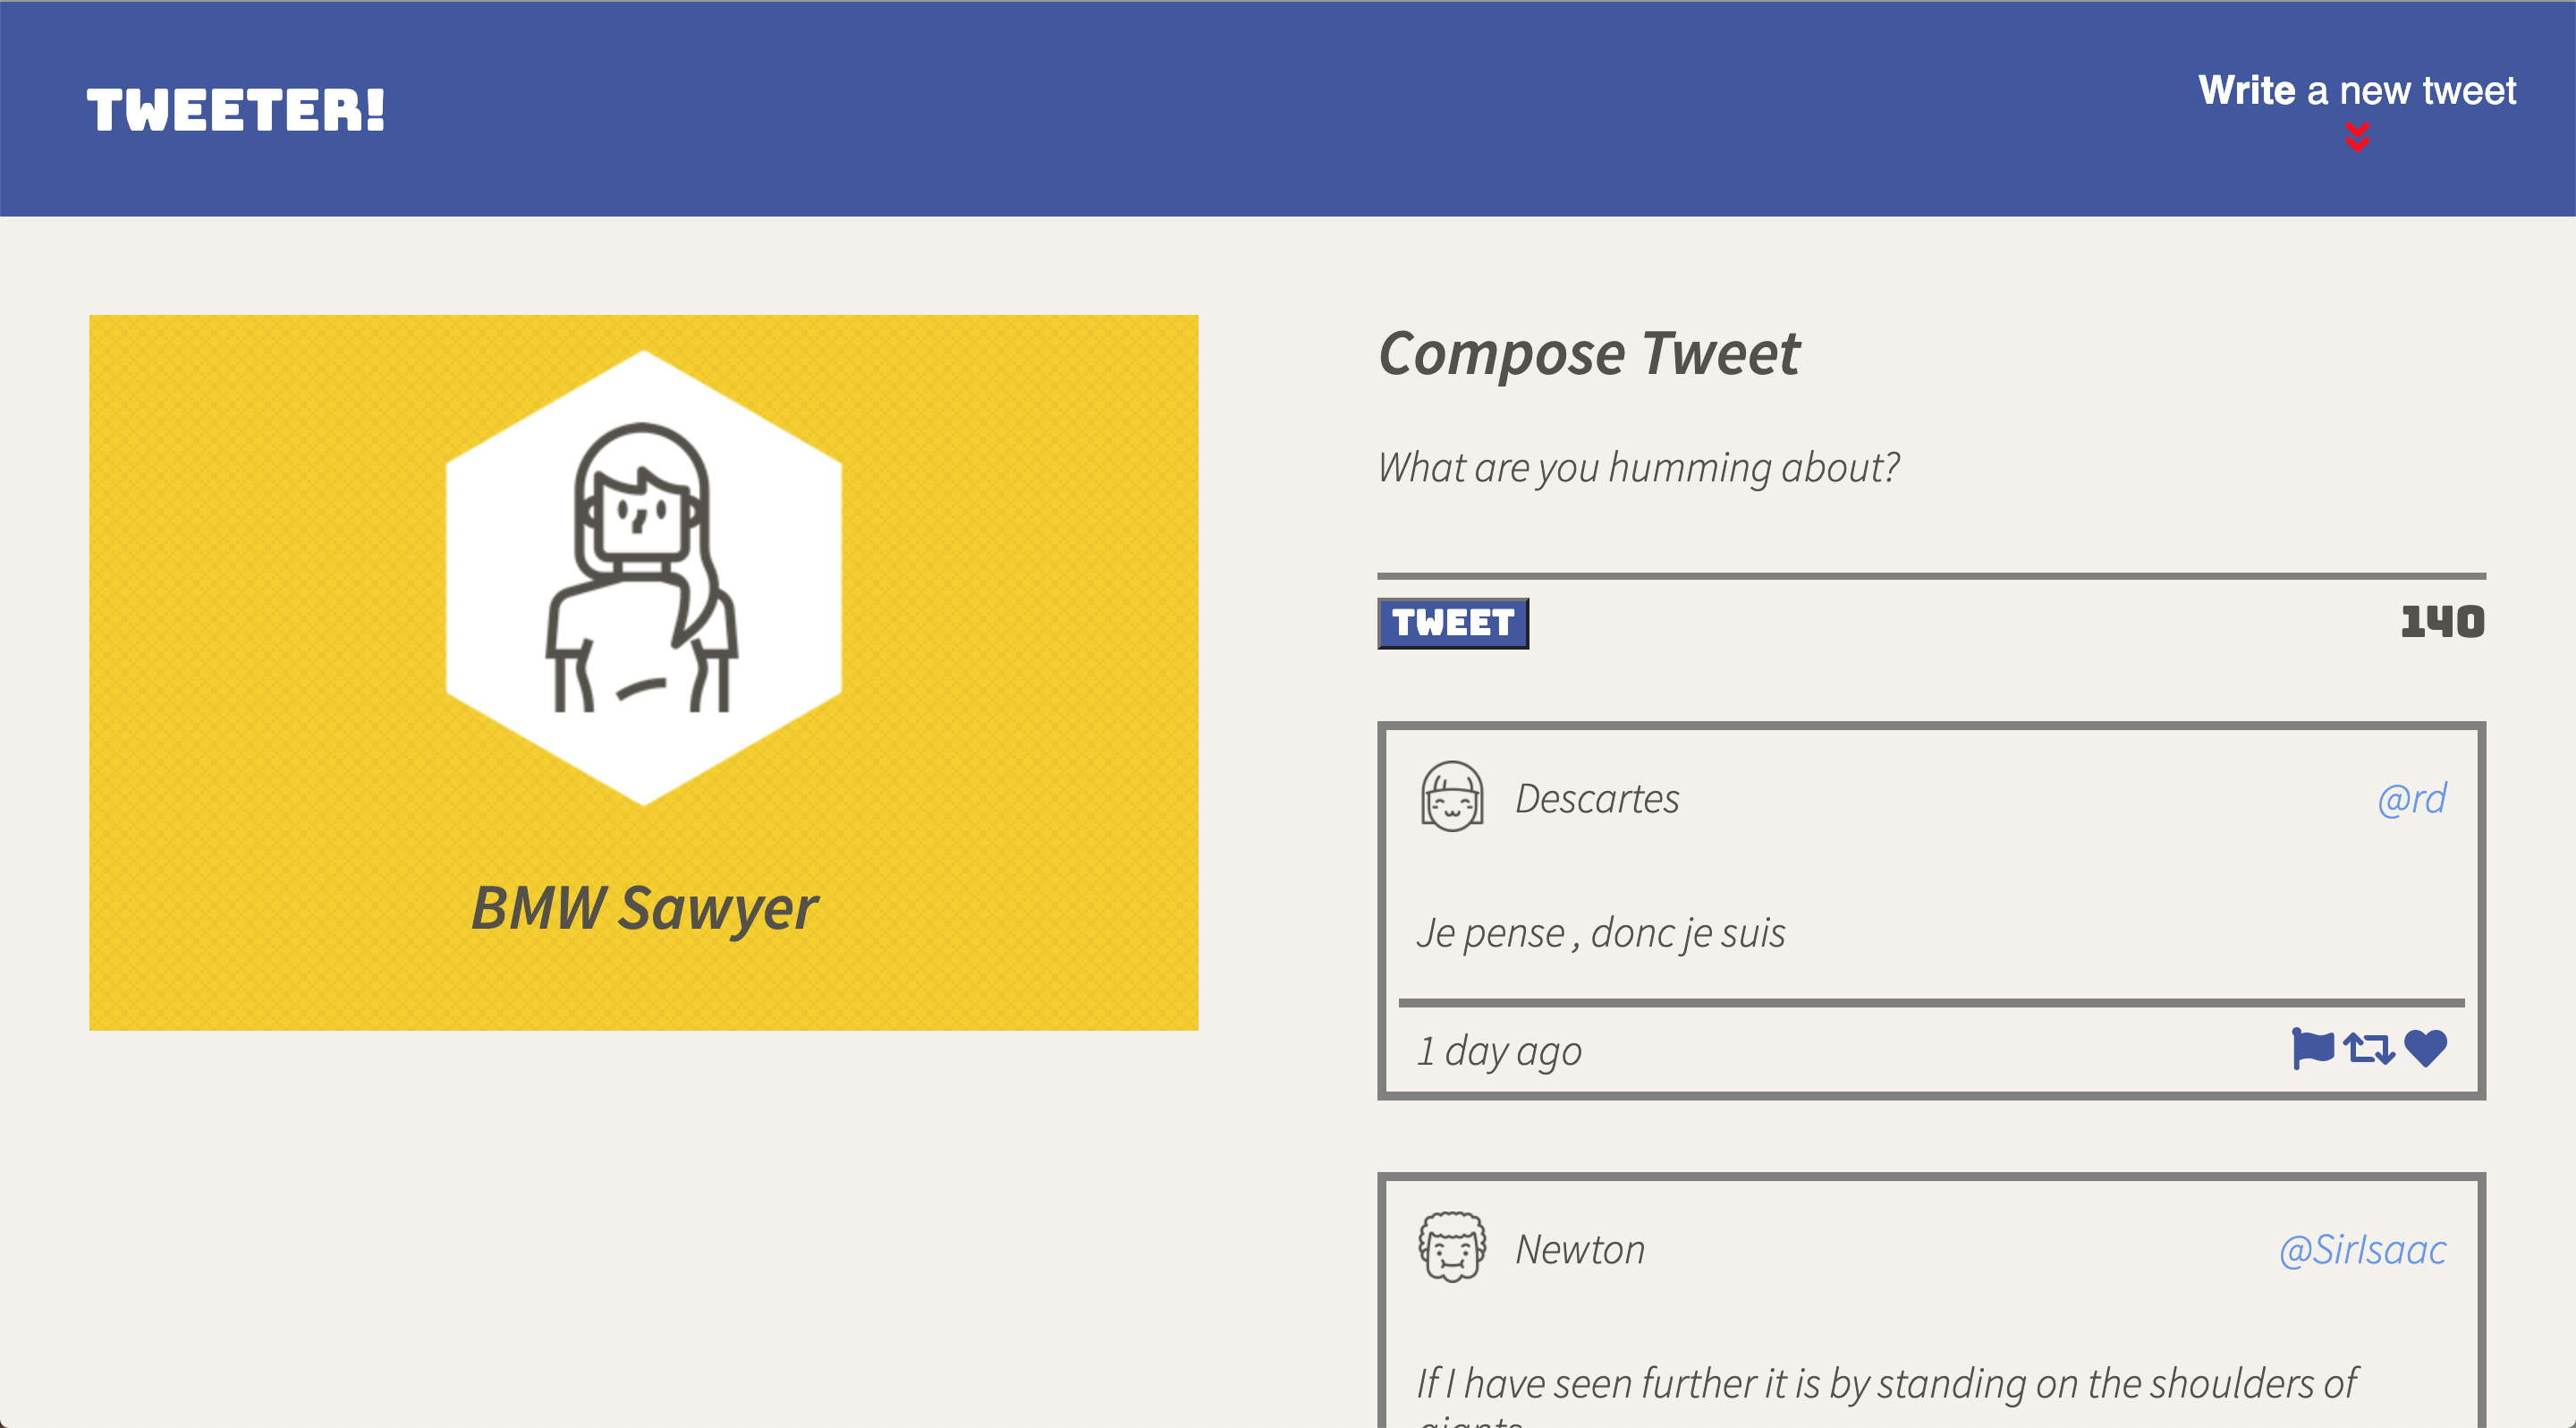 TWEETER!
Write a new tweet
BMW Sawyer
Compose Tweet
What are you humming about?
TWEET
140
Descartes
@rd
Je pense , donc je suis
1 day ago
Newton
@SirIsaac
If I have seen further it is by standing on the shoulders of
giants